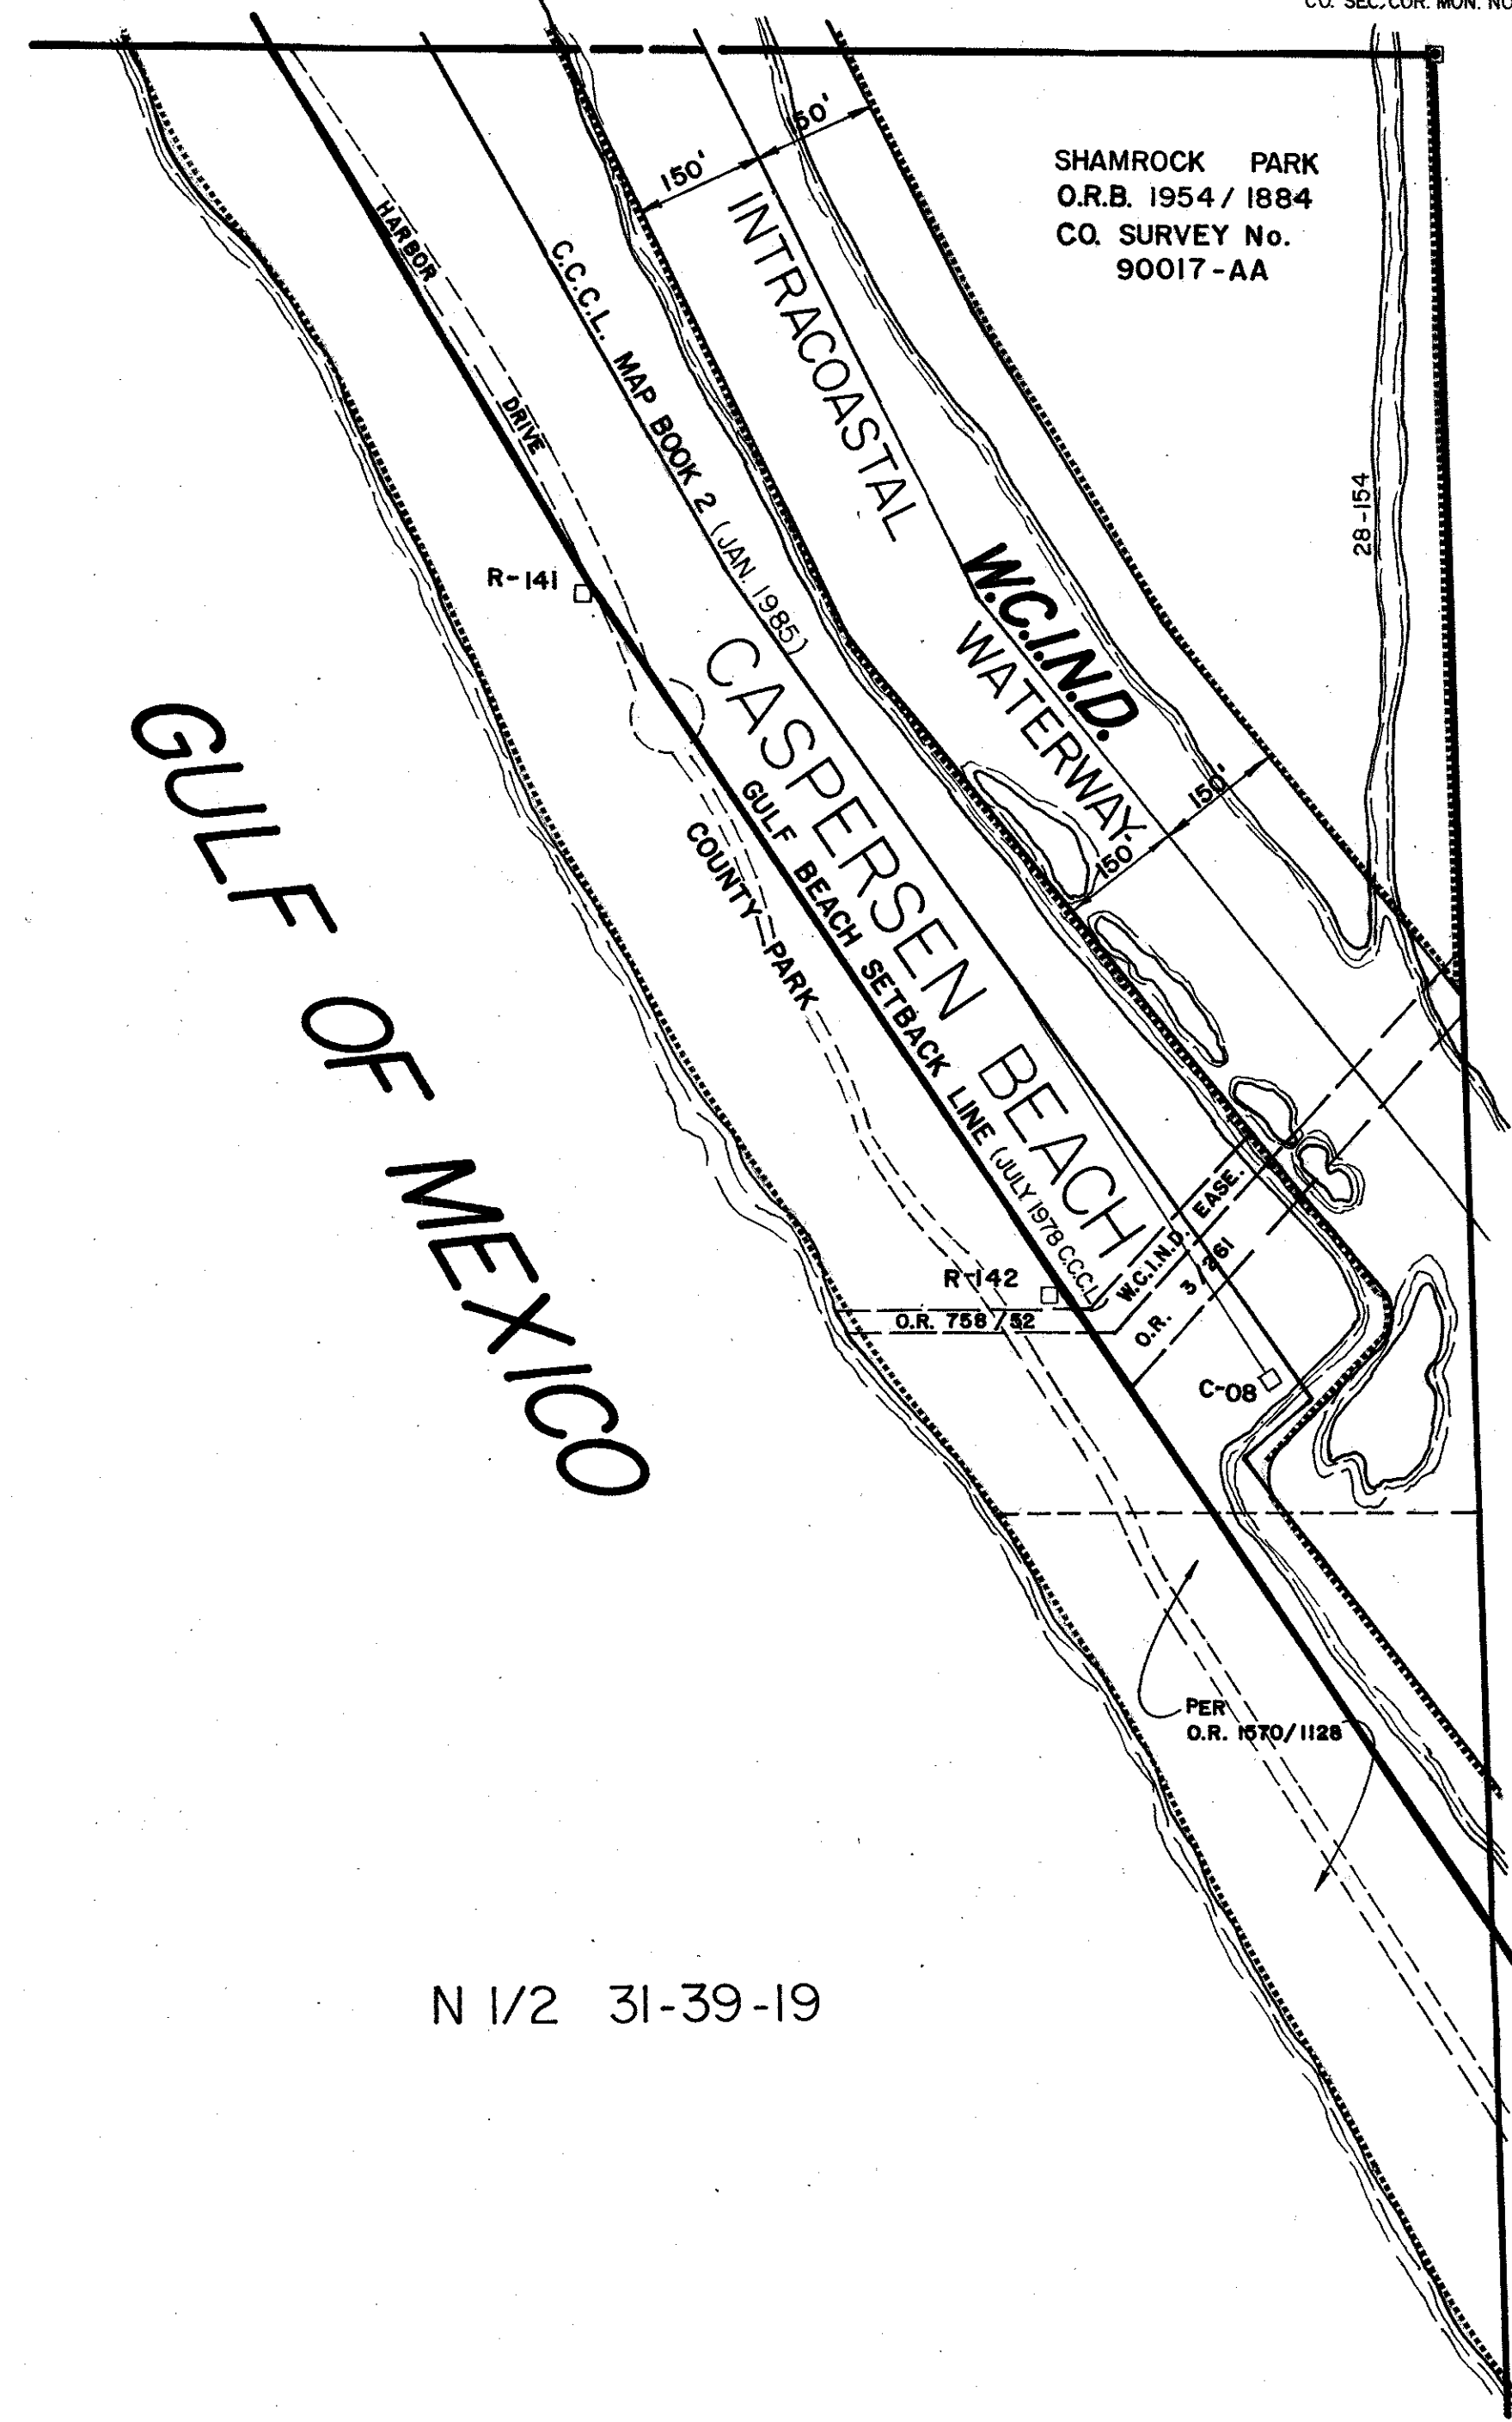 CO. SEC. COR. MON. NO
150'
150'
SHAMROCK PARK
O.R.B. 1954 / 1884
CO. SURVEY No.
90017-AA
HARBOR
DRIVE
C.C.C.L. MAP BOOK 2 (JAN. 1985)
INTRACOASTAL
WATERWAY
W.C.I.N.D.
28-154
R-141
150'
150'
CASPERSEN BEACH
GULF BEACH SETBACK LINE (JULY 1978 C.C.C.L.)
COUNTY PARK
GULF OF MEXICO
W.C.I.N.D. EASE.
O.R. 3/261
R-142
O.R. 758/52
C-08
PER
O.R. 1570/1128
N 1/2 31-39-19